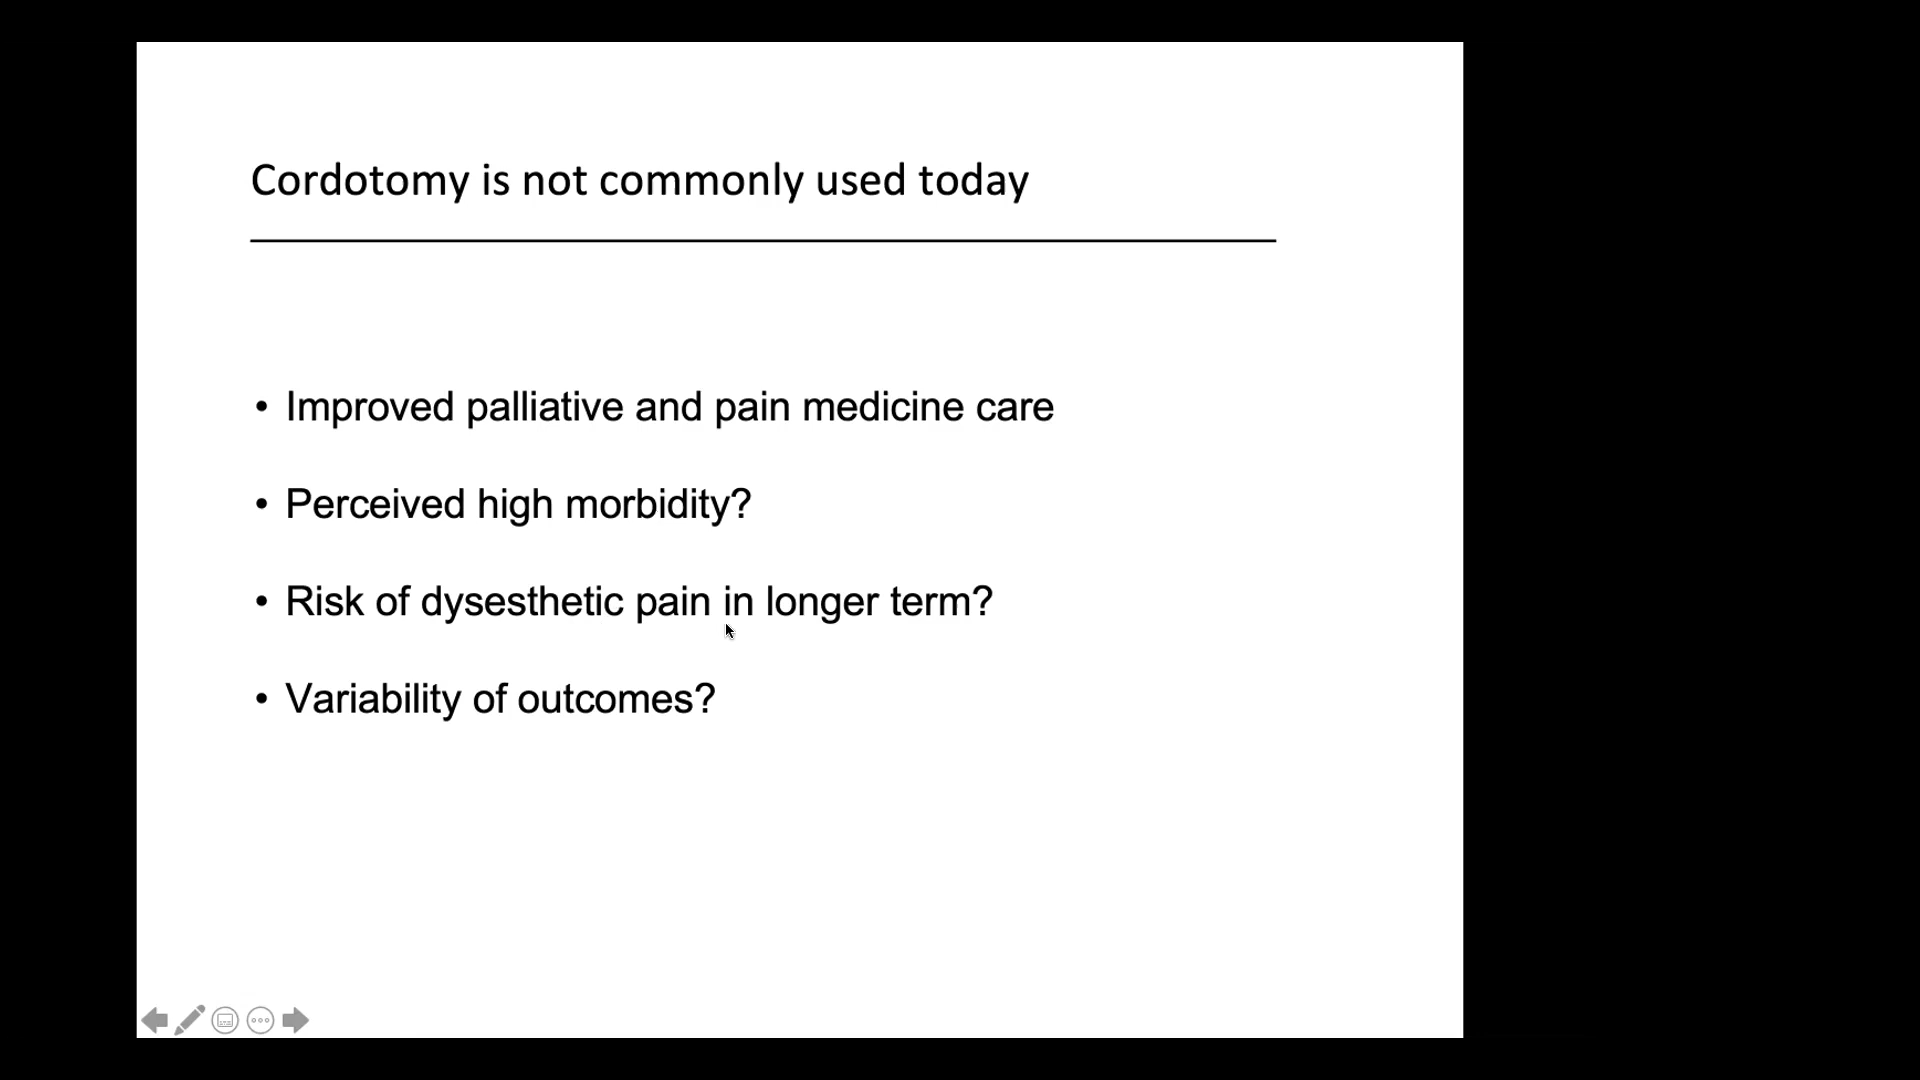 Cordotomy is not commonly used today
• Improved palliative and pain medicine care
• Perceived high morbidity?
• Risk of dysesthetic pain in longer term?
• Variability of outcomes?